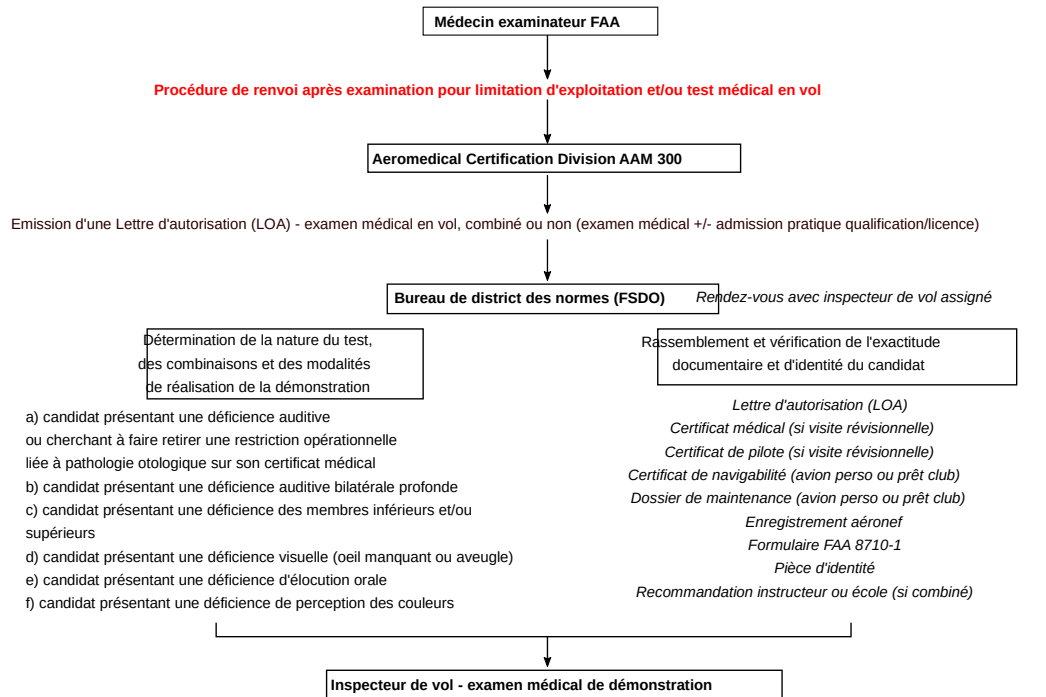 Médecin examinateur FAA
Procédure de renvoi après examination pour limitation d'exploitation et/ou test médical en vol
Aeromedical Certification Division AAM 300
Emission d'une Lettre d'autorisation (LOA) - examen médical en vol, combiné ou non (examen médical +/- admission pratique qualification/licence)
Bureau de district des normes (FSDO)
Rendez-vous avec inspecteur de vol assigné
Détermination de la nature du test,
des combinaisons et des modalités
de réalisation de la démonstration
a) candidat présentant une déficience auditive
ou cherchant à faire retirer une restriction opérationnelle
liée à pathologie otologique sur son certificat médical
b) candidat présentant une déficience auditive bilatérale profonde
c) candidat présentant une déficience des membres inférieurs et/ou
supérieurs
d) candidat présentant une déficience visuelle (oeil manquant ou aveugle)
e) candidat présentant une déficience d'élocution orale
f) candidat présentant une déficience de perception des couleurs
Rassemblement et vérification de l'exactitude
documentaire et d'identité du candidat
Lettre d'autorisation (LOA)
Certificat médical (si visite révisionnelle)
Certificat de pilote (si visite révisionnelle)
Certificat de navigabilité (avion perso ou prêt club)
Dossier de maintenance (avion perso ou prêt club)
Enregistrement aéronef
Formulaire FAA 8710-1
Pièce d'identité
Recommandation instructeur ou école (si combiné)
Inspecteur de vol - examen médical de démonstration